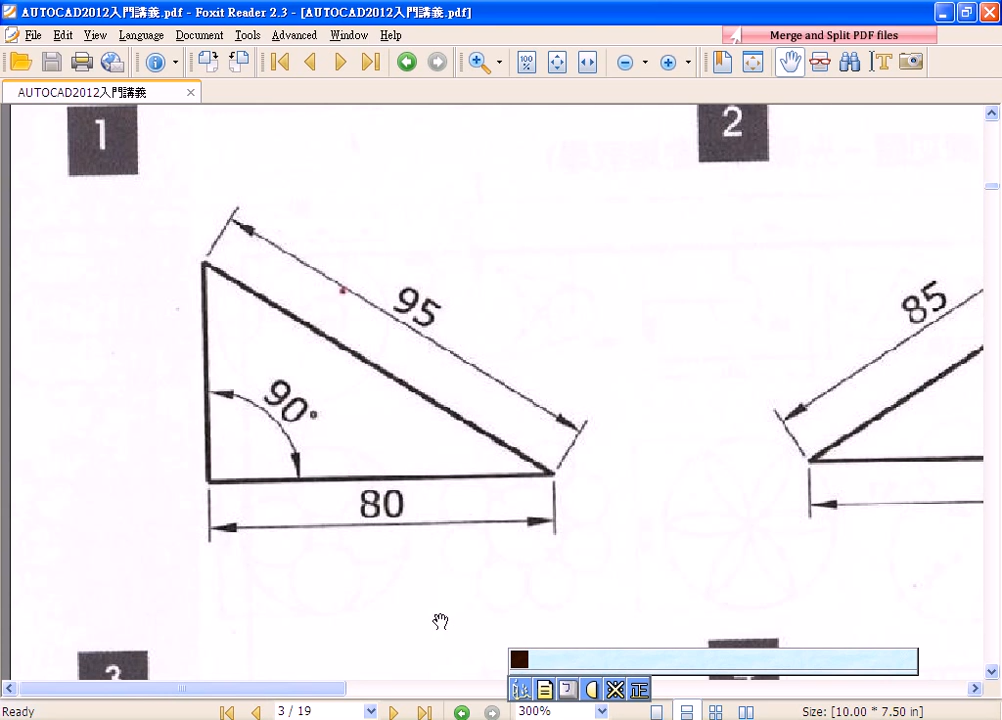 AUTOCAD2012入門講義.pdf - Foxit Reader 2.3 - [AUTOCAD2012入門講義.pdf]
File Edit View Language Document Tools Advanced Window Help
Merge and Split PDF files
100 %
AUTOCAD2012入門講義
1
2
95
85
90°
80
3
正
Ready
3 / 19
300%
Size: [10.00 * 7.50 in]